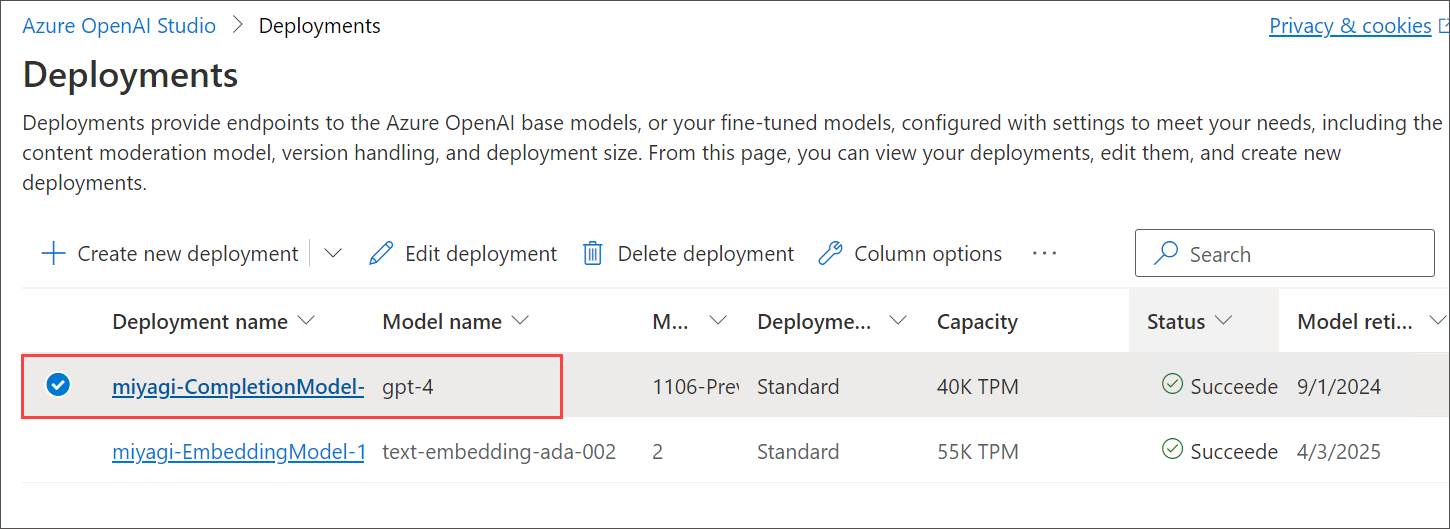 Azure OpenAI Studio > Deployments Privacy & cookies
Deployments
Deployments provide endpoints to the Azure OpenAI base models, or your fine-tuned models, configured with settings to meet your needs, including the
content moderation model, version handling, and deployment size. From this page, you can view your deployments, edit them, and create new
deployments.
Create new deployment Edit deployment Delete deployment Column options ... Search
Deployment name Model name M... Deployme... Capacity Status Model reti...
miyagi-CompletionModel- gpt-4 1106-Prev Standard 40K TPM Succeede 9/1/2024
miyagi-EmbeddingModel-1 text-embedding-ada-002 2 Standard 55K TPM Succeede 4/3/2025